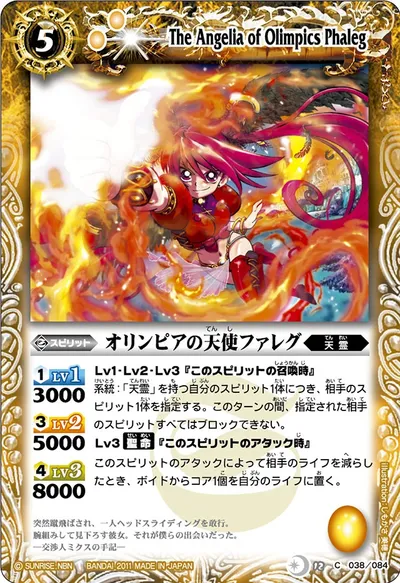 5
The Angelia of Olimpics Phaleg
スピリット
オリンピアの天使ファレグ
てんし
天霊
てんれい
1 LV1
3000
3 LV2
5000
4 LV3
8000
Lv1・Lv2・Lv3『このスピリットの召喚時』
系統:「天霊」を持つ自分のスピリット1体につき、相手のス
ピリット1体を指定する。このターンの間、指定された相手
のスピリットすべてはブロックできない。
Lv3 聖命 『このスピリットのアタック時』
このスピリットのアタックによって相手のライフを減らし
たとき、ボイドからコア1個を自分のライフに置く。
突然蹴飛ばされ、一人ヘッドスライディングを敢行。
腕組みして見下ろす彼女。それが僕らの出会いだった。
―交渉人ミクスの手記―
©SUNRISE・NBN
BANDAI 2011 MADE IN JAPAN
12
C
038/084